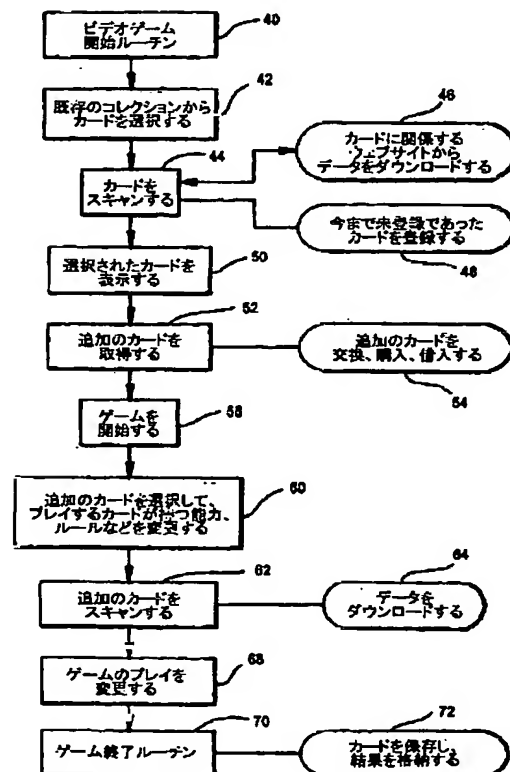 ビデオゲーム
開始ルーチン
40
42
既存のコレクションから
カードを選択する
44
カードを
スキャンする
46
カードに関係する
ウェブサイトから
データをダウンロードする
今まで未登録であった
カードを登録する
48
50
選択されたカードを
表示する
52
追加のカードを
取得する
追加のカードを
交換、購入、借入する
54
ゲームを
開始する
58
追加のカードを選択して、
プレイするカードが持つ能力、
ルールなどを変更する
60
62
追加のカードを
スキャンする
64
データを
ダウンロードする
ゲームのプレイを
変更する
68
70
ゲーム終了ルーテン
72
カードを保存し、
結果を格納する